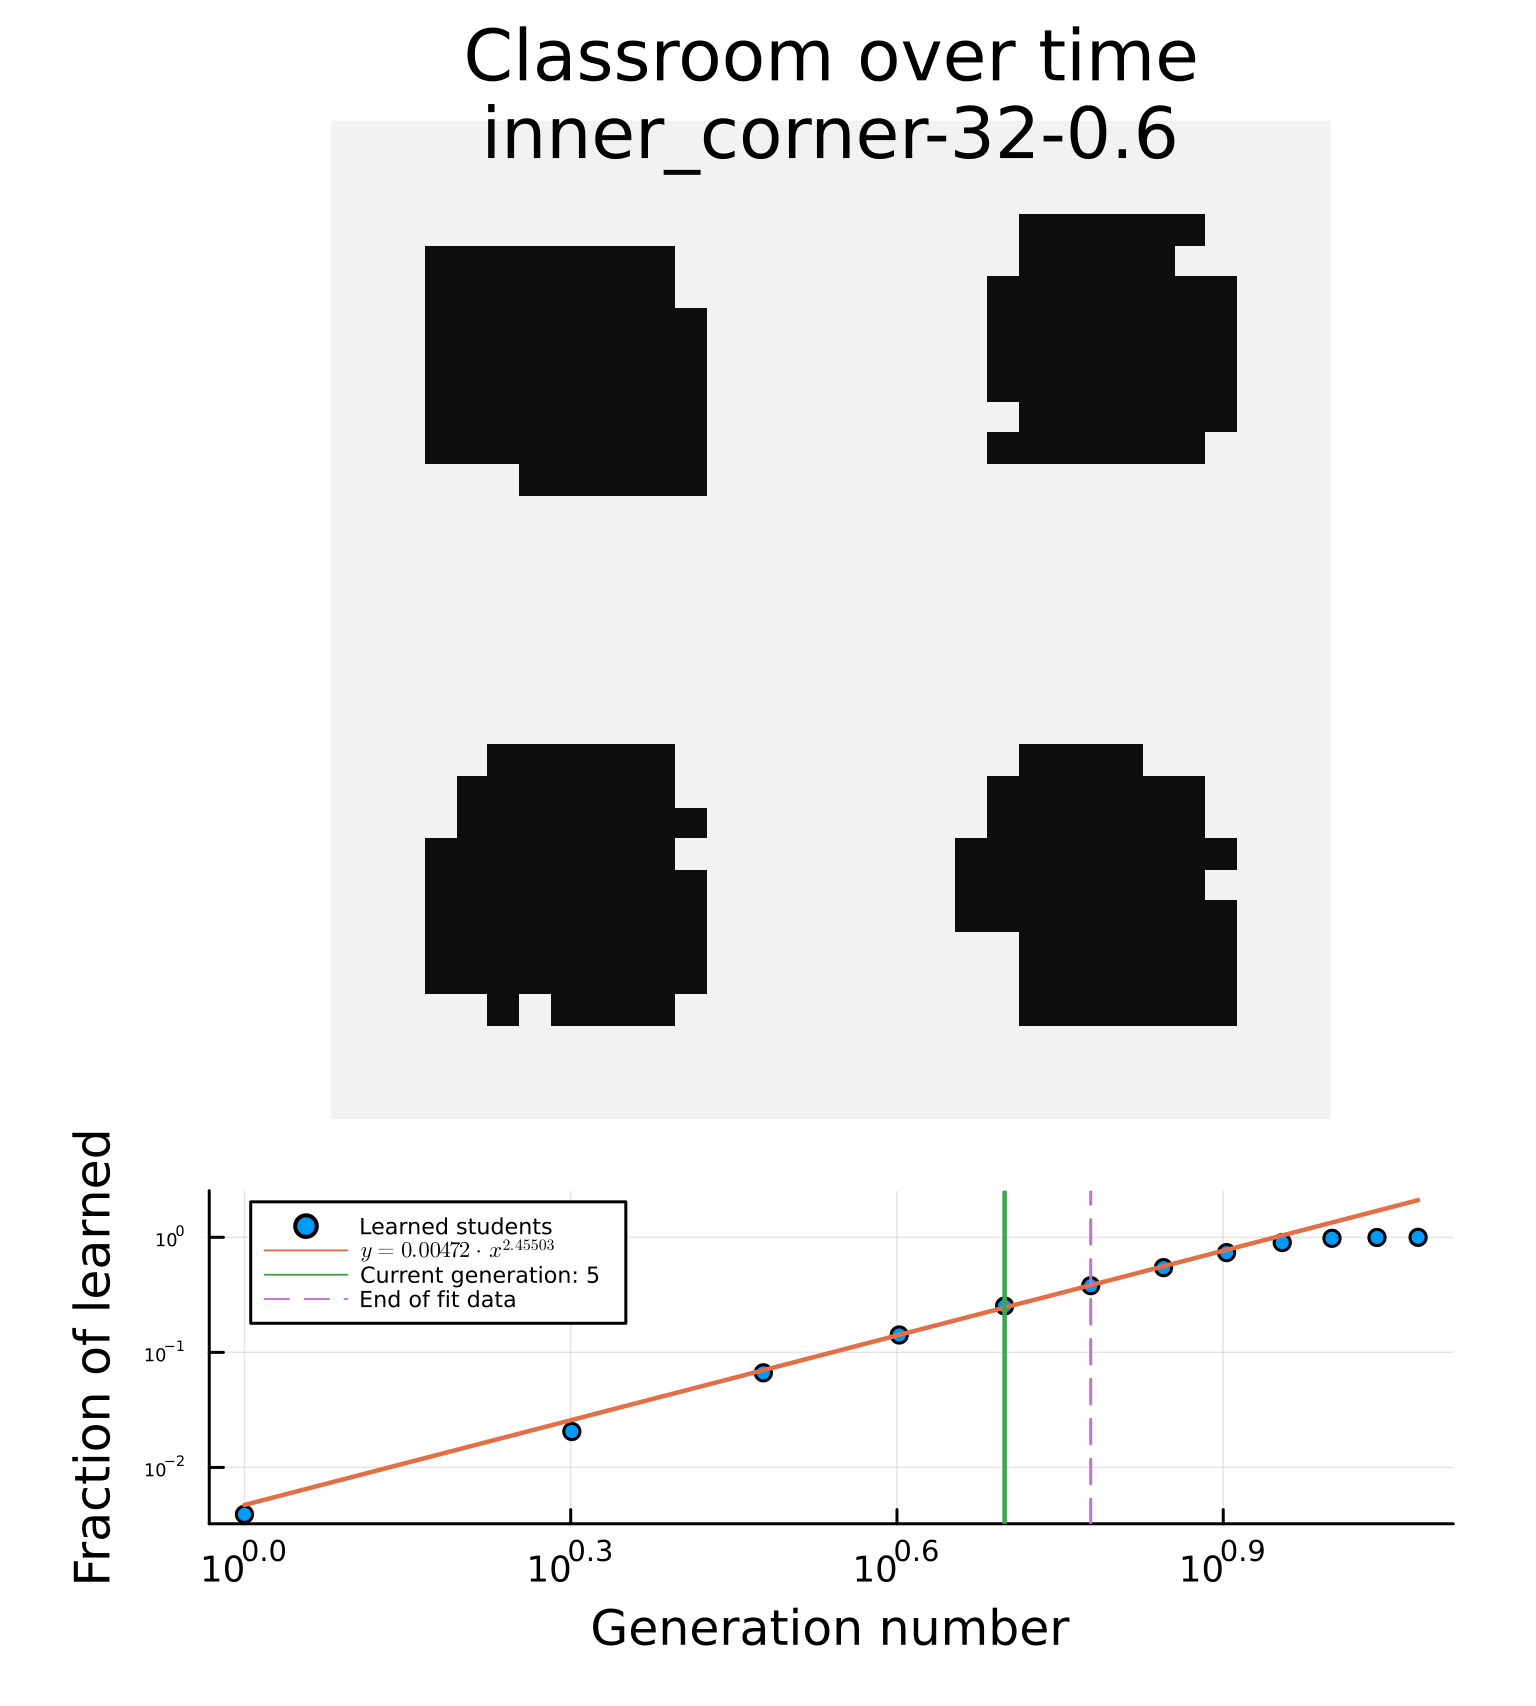 Classroom over time
inner_corner-32-0.6
Fraction of learned
10⁰
10⁻¹
10⁻²
Learned students
y = 0.00472 · x^2.45503
Current generation: 5
End of fit data
10^0.0
10^0.3
10^0.6
10^0.9
Generation number